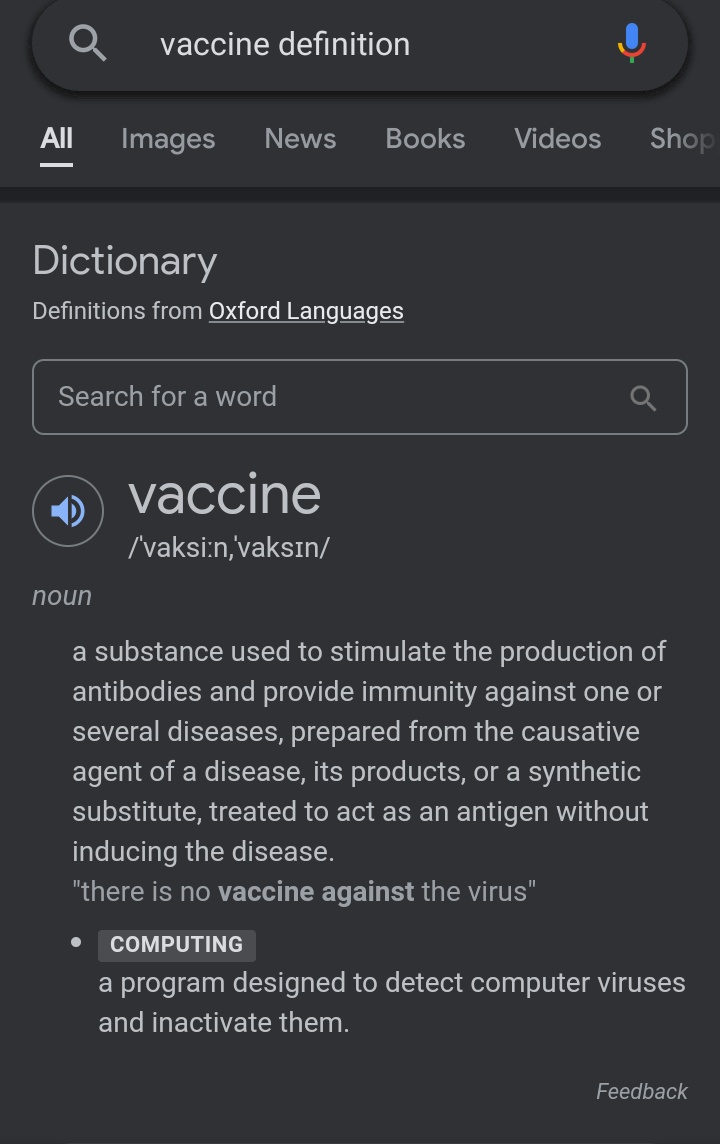 vaccine definition
All Images News Books Videos Shop
Dictionary
Definitions from Oxford Languages
Search for a word
vaccine
/ˈvaksiːn,ˈvaksɪn/
noun
a substance used to stimulate the production of
antibodies and provide immunity against one or
several diseases, prepared from the causative
agent of a disease, its products, or a synthetic
substitute, treated to act as an antigen without
inducing the disease.
"there is no vaccine against the virus"
COMPUTING
a program designed to detect computer viruses
and inactivate them.
Feedback